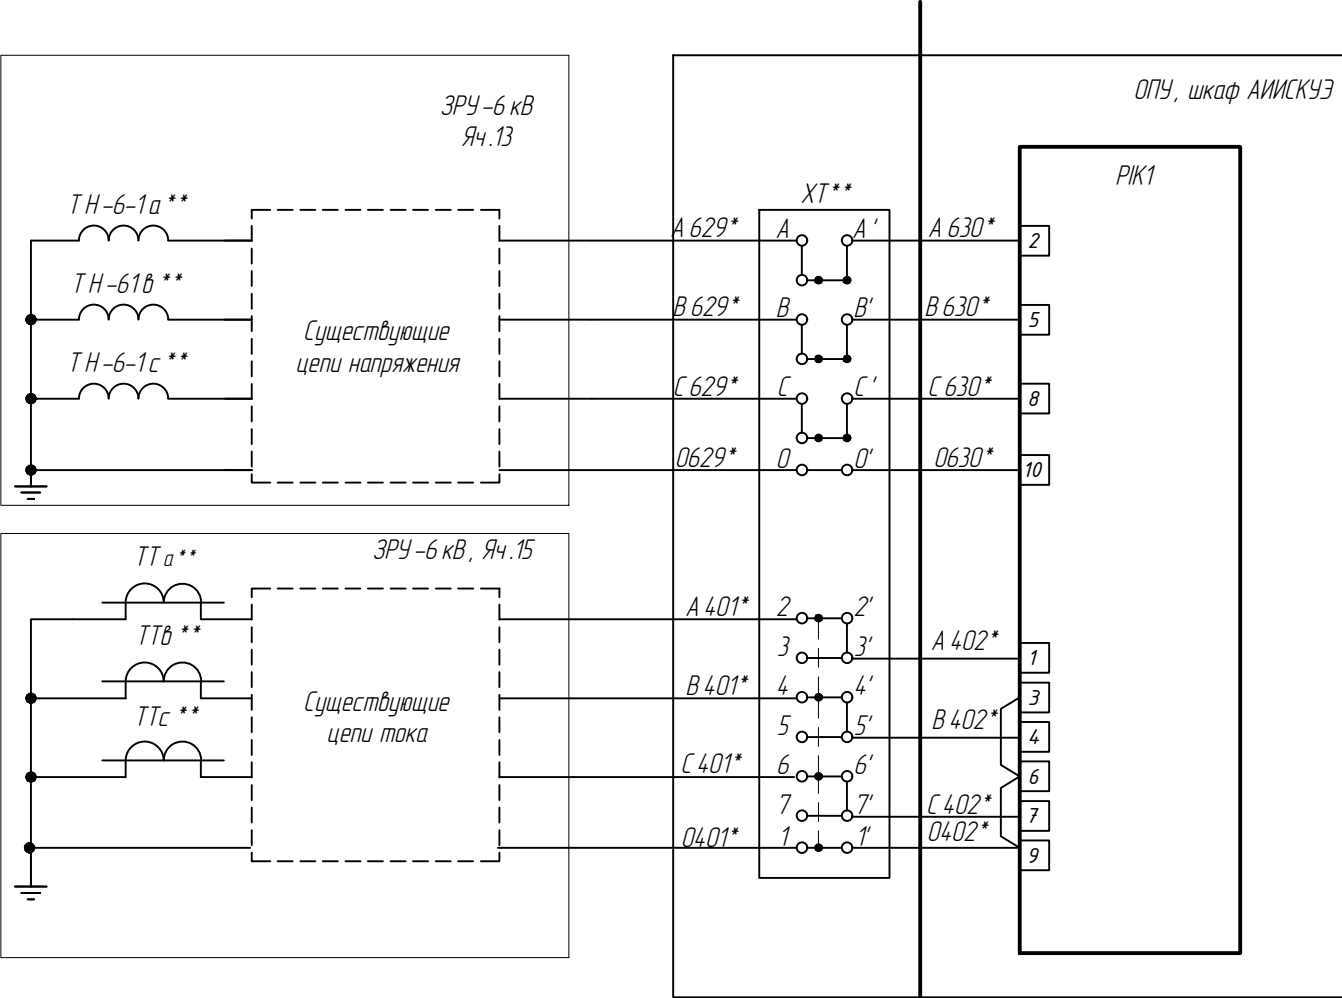 ЗРУ-6 кВ
Яч.13
ТН-6-1а**
ТН-61в**
ТН-6-1с**
Существующие
цепи напряжения
ОПУ, шкаф АИИСКУЭ
PIK1
ХТ**
А 629* А А' А 630* 2
В 629* В В' В 630* 5
С 629* С С' С 630* 8
0629* 0 0' 0630* 10
ЗРУ-6 кВ, Яч.15
ТТа**
ТТв**
ТТс**
Существующие
цепи тока
А 401* 2 2'
3 3' А 402* 1
В 401* 4 4' 3
5 5' В 402* 4
С 401* 6 6' 6
7 7' С 402* 7
0401* 1 1' 0402* 9